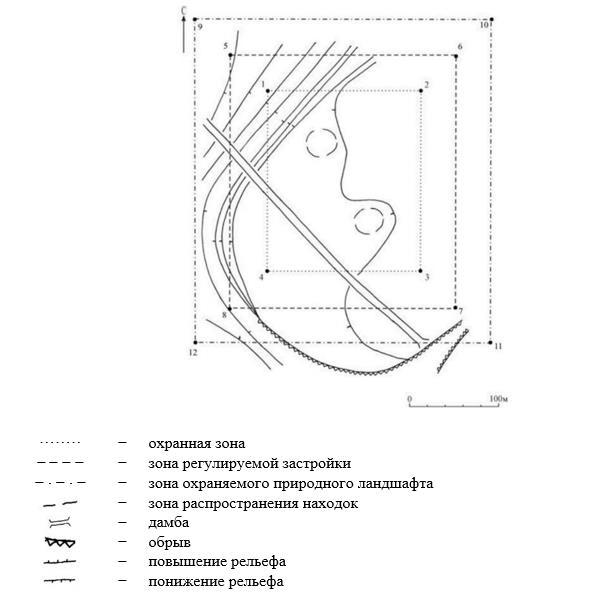 С
9
10
5
6
1
2
4
3
8
7
12
11
0 100м
– охранная зона
– зона регулируемой застройки
– зона охраняемого природного ландшафта
– зона распространения находок
– дамба
– обрыв
– повышение рельефа
– понижение рельефа